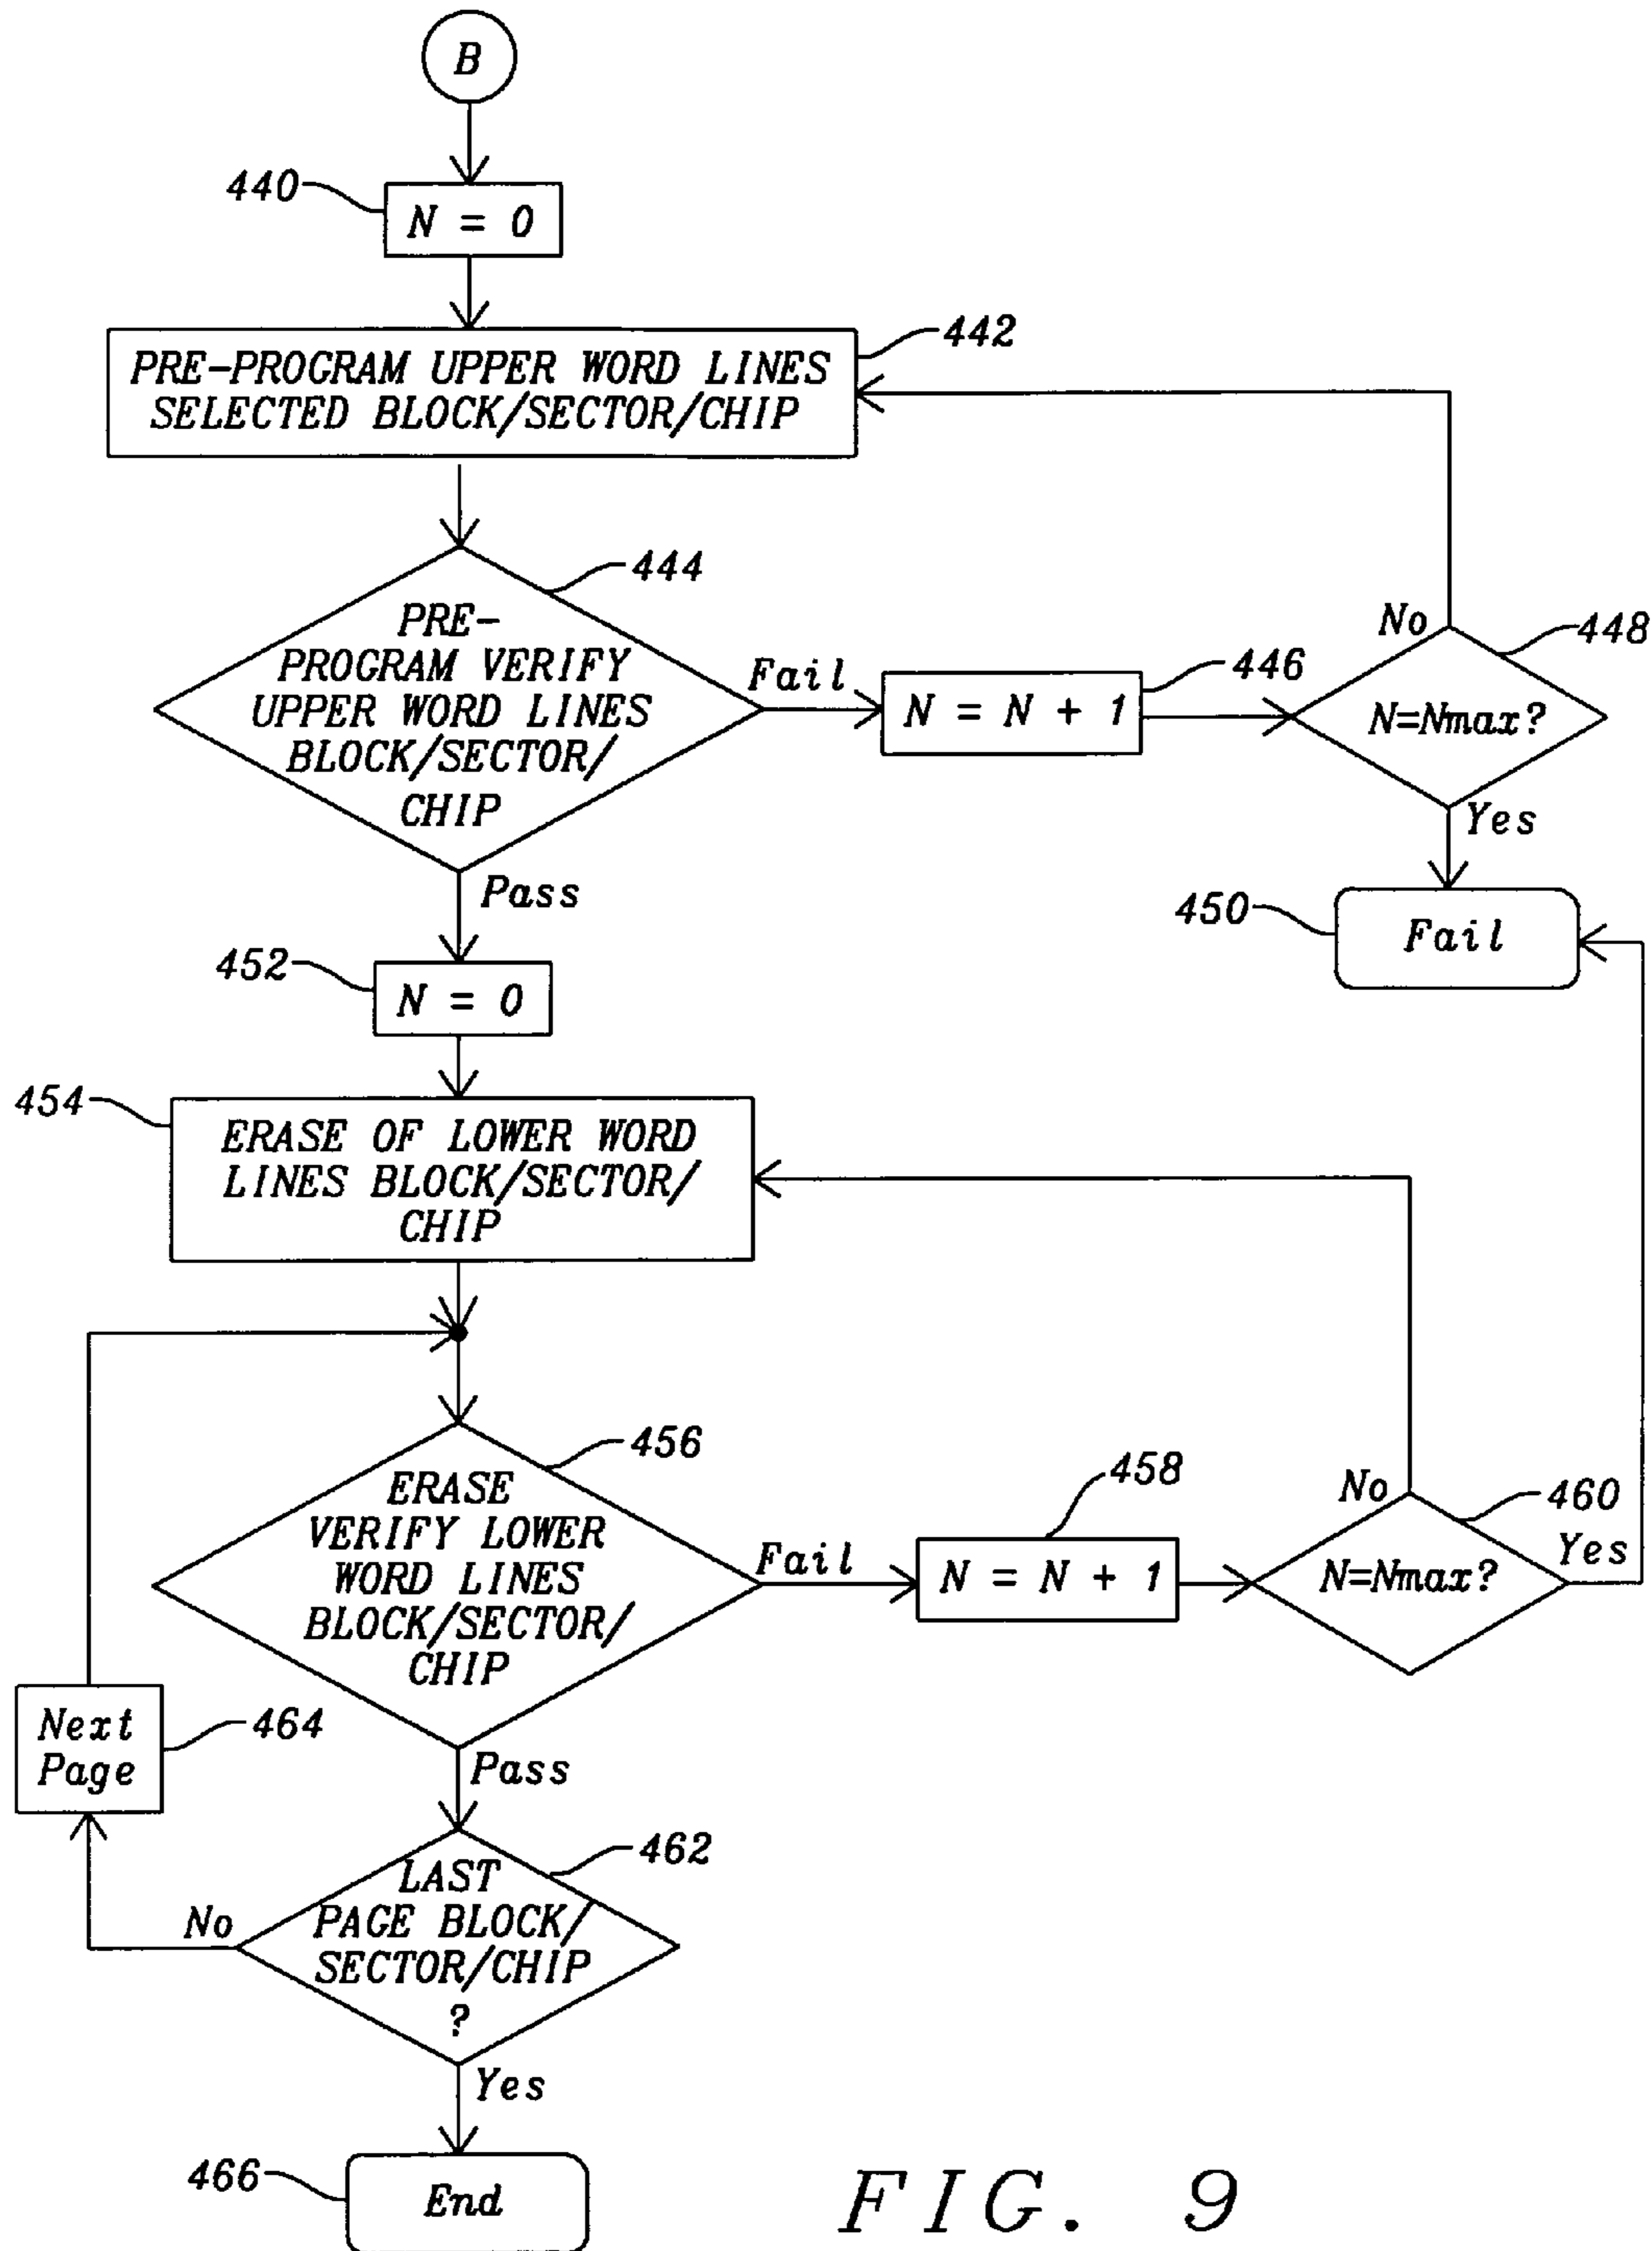 B
440
N = 0
442
PRE-PROGRAM UPPER WORD LINES
SELECTED BLOCK/SECTOR/CHIP
444
PRE-
PROGRAM VERIFY
UPPER WORD LINES
BLOCK/SECTOR/
CHIP
Fail
446
N = N + 1
No
448
N=Nmax?
Yes
450
Fail
Pass
452
N = 0
454
ERASE OF LOWER WORD
LINES BLOCK/SECTOR/
CHIP
456
ERASE
VERIFY LOWER
WORD LINES
BLOCK/SECTOR/
CHIP
Fail
458
N = N + 1
No
460
N=Nmax?
Yes
Next
Page
464
Pass
462
LAST
PAGE BLOCK/
SECTOR/CHIP
?
No
Yes
466
End
FIG. 9